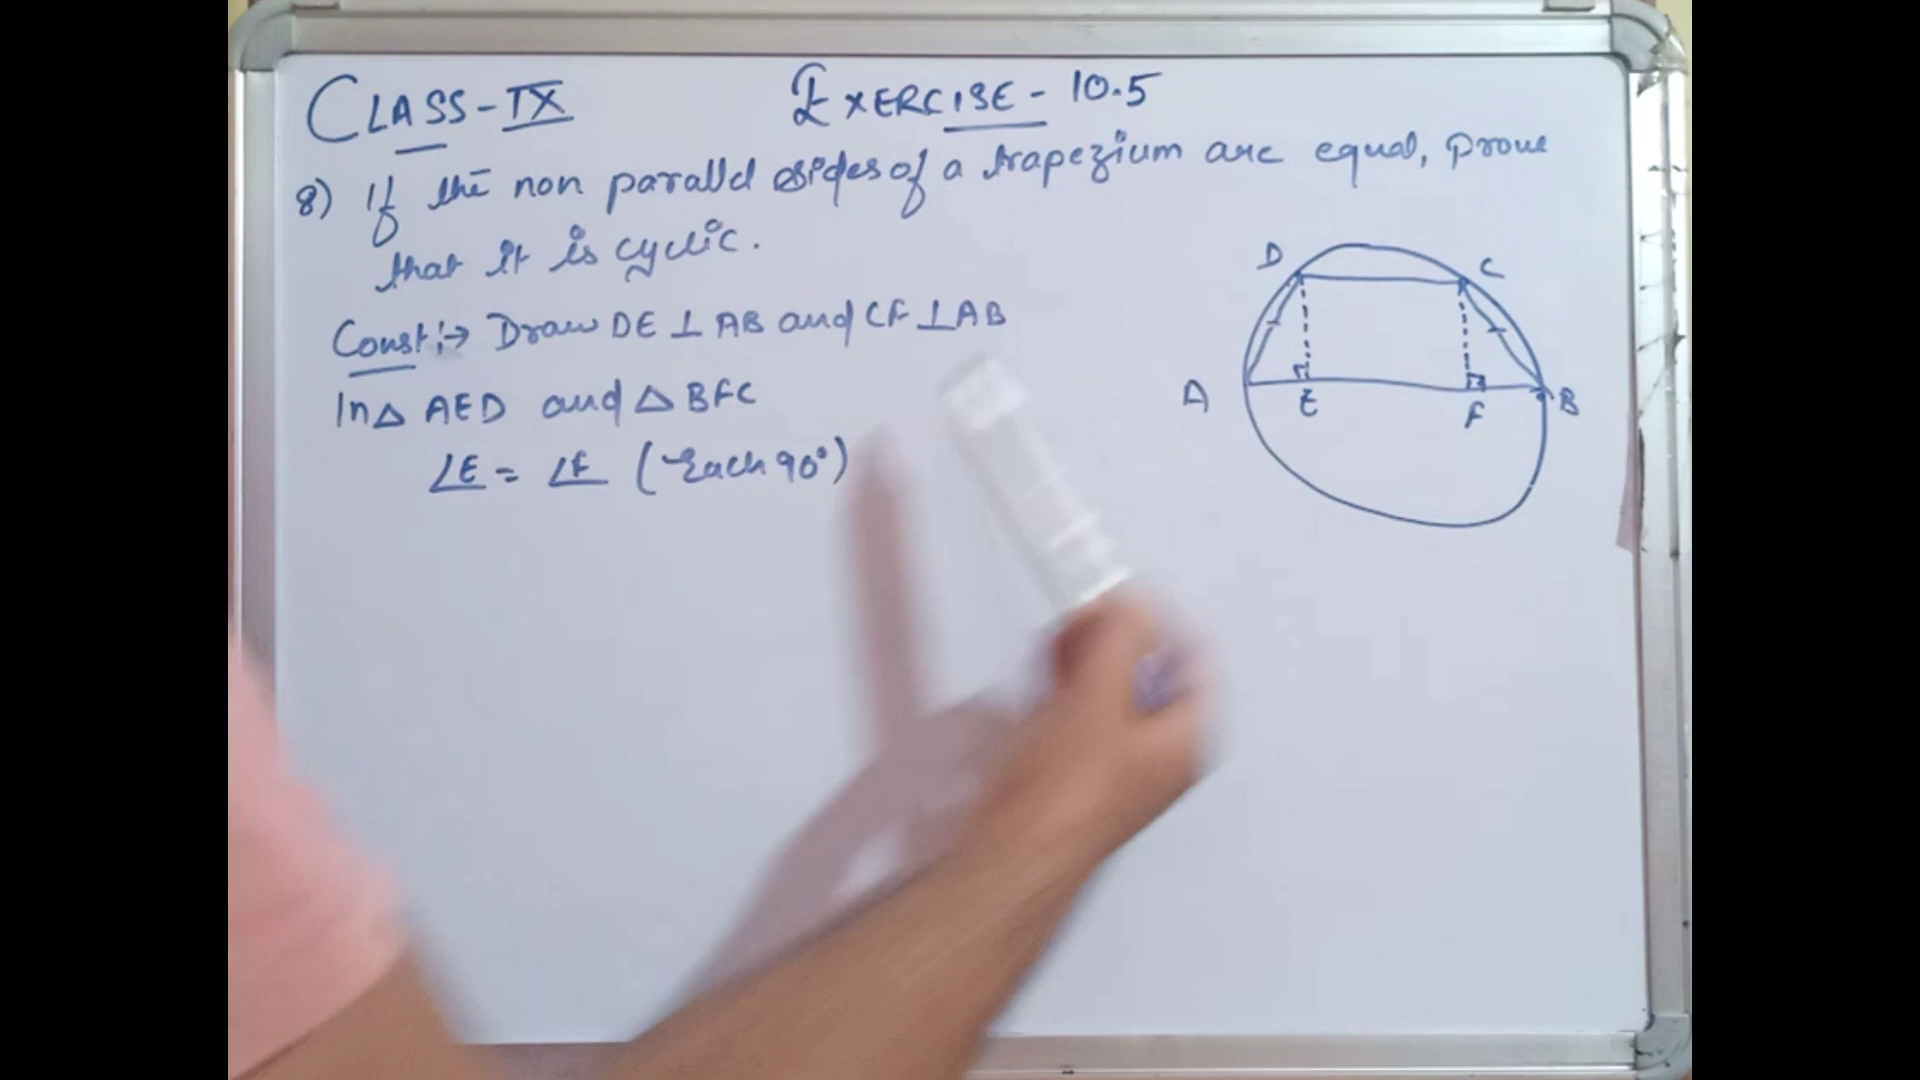 CLASS-IX EXERCISE-10.5
8) If the non parallel sides of a trapezium are equal, prove
that it is cyclic.
Const:→ Draw DE ⊥ AB and CF ⊥ AB
In △ AED and △ BFC
∠E = ∠F (Each 90°)
D C
A E F B